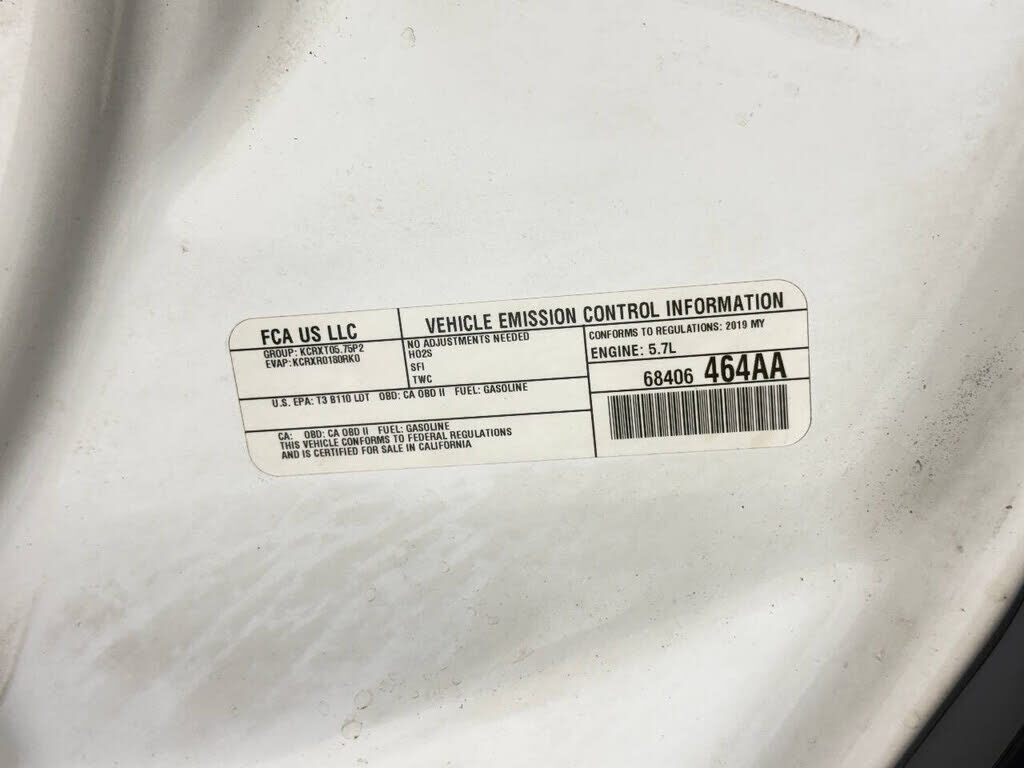 FCA US LLC
GROUP: KCRXT05.75P2
EVAP: KCRXR0180RK0
VEHICLE EMISSION CONTROL INFORMATION
NO ADJUSTMENTS NEEDED
HO2S
SFI
TWC
CONFORMS TO REGULATIONS: 2019 MY
ENGINE: 5.7L
68406 464AA
U.S. EPA: T3 B110 LDT OBD: CA OBD II FUEL: GASOLINE
CA: OBD: CA OBD II FUEL: GASOLINE
THIS VEHICLE CONFORMS TO FEDERAL REGULATIONS
AND IS CERTIFIED FOR SALE IN CALIFORNIA